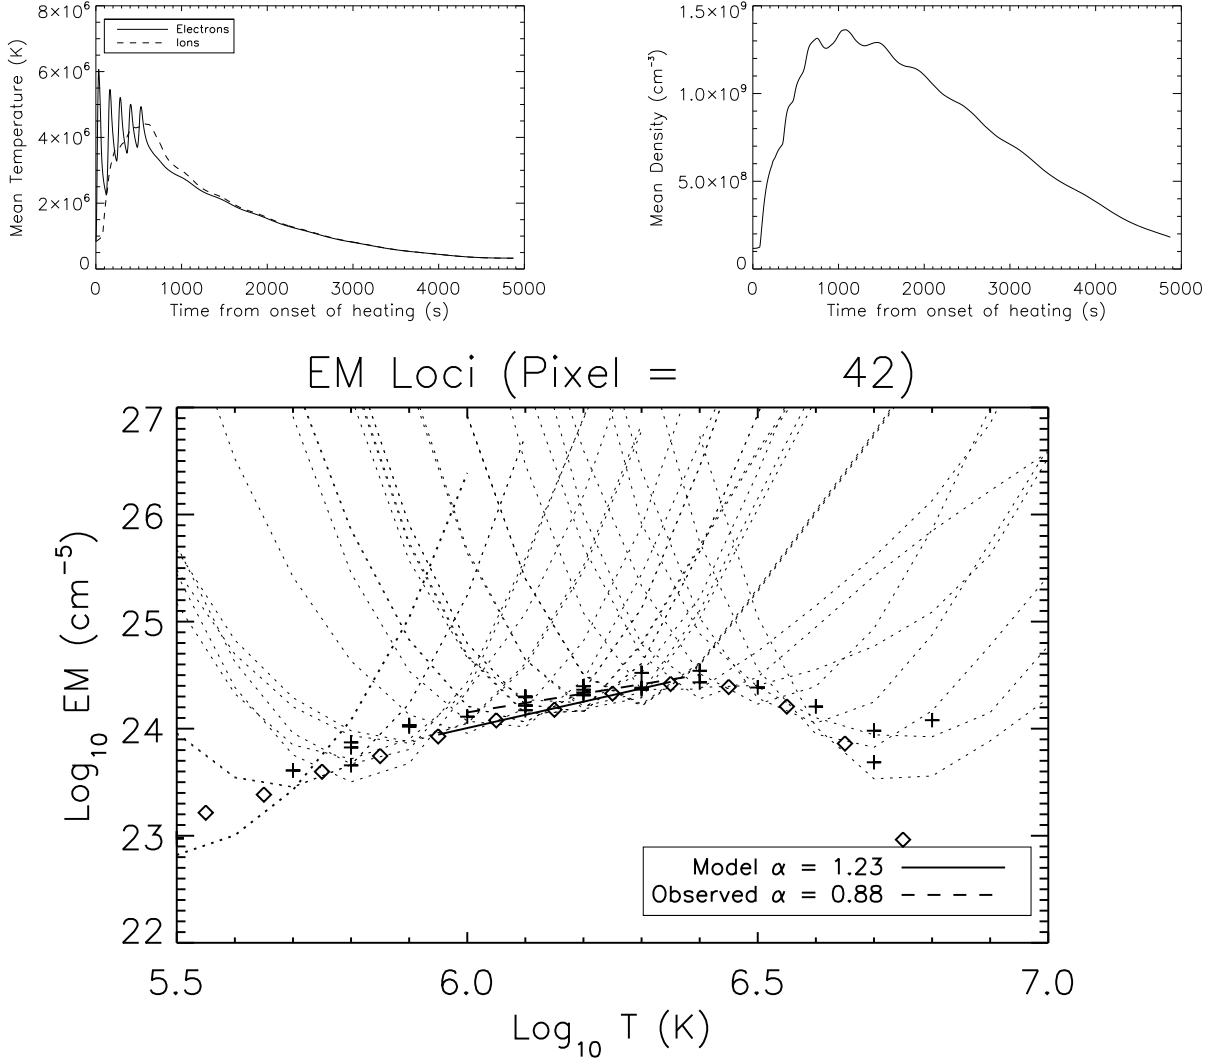 8×10⁶
6×10⁶
4×10⁶
2×10⁶
0
Mean Temperature (K)
Electrons
Ions
0 1000 2000 3000 4000 5000
Time from onset of heating (s)
1.5×10⁹
1.0×10⁹
5.0×10⁸
0
Mean Density (cm⁻³)
0 1000 2000 3000 4000 5000
Time from onset of heating (s)
EM Loci (Pixel = 42)
27
26
25
24
23
22
Log₁₀ EM (cm⁻⁵)
Model α = 1.23
Observed α = 0.88
5.5 6.0 6.5 7.0
Log₁₀ T (K)